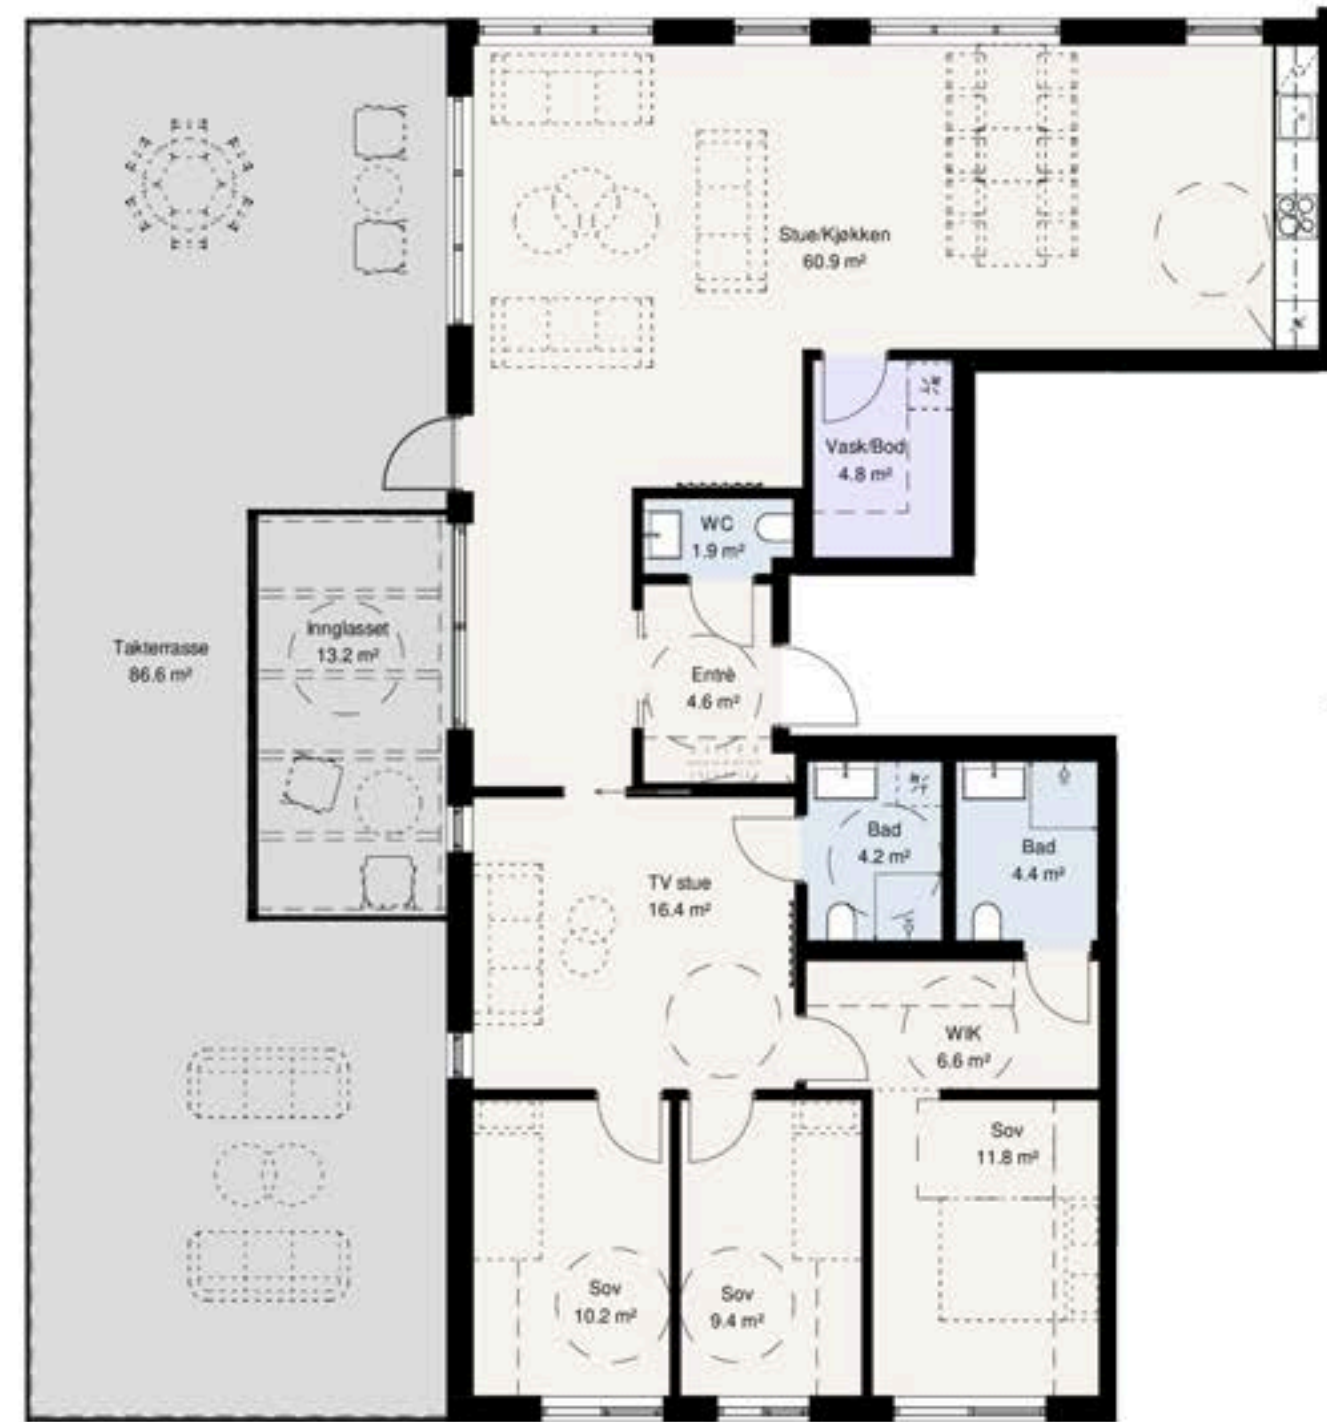 Stue/Kjøkken
60.9 m²
Vask/Bod
4.8 m²
WC
1.9 m²
Takterrasse
86.6 m²
Innglasset
13.2 m²
Entrè
4.6 m²
Bad
4.2 m²
Bad
4.4 m²
TV stue
16.4 m²
WIK
6.6 m²
Sov
11.8 m²
Sov
10.2 m²
Sov
9.4 m²